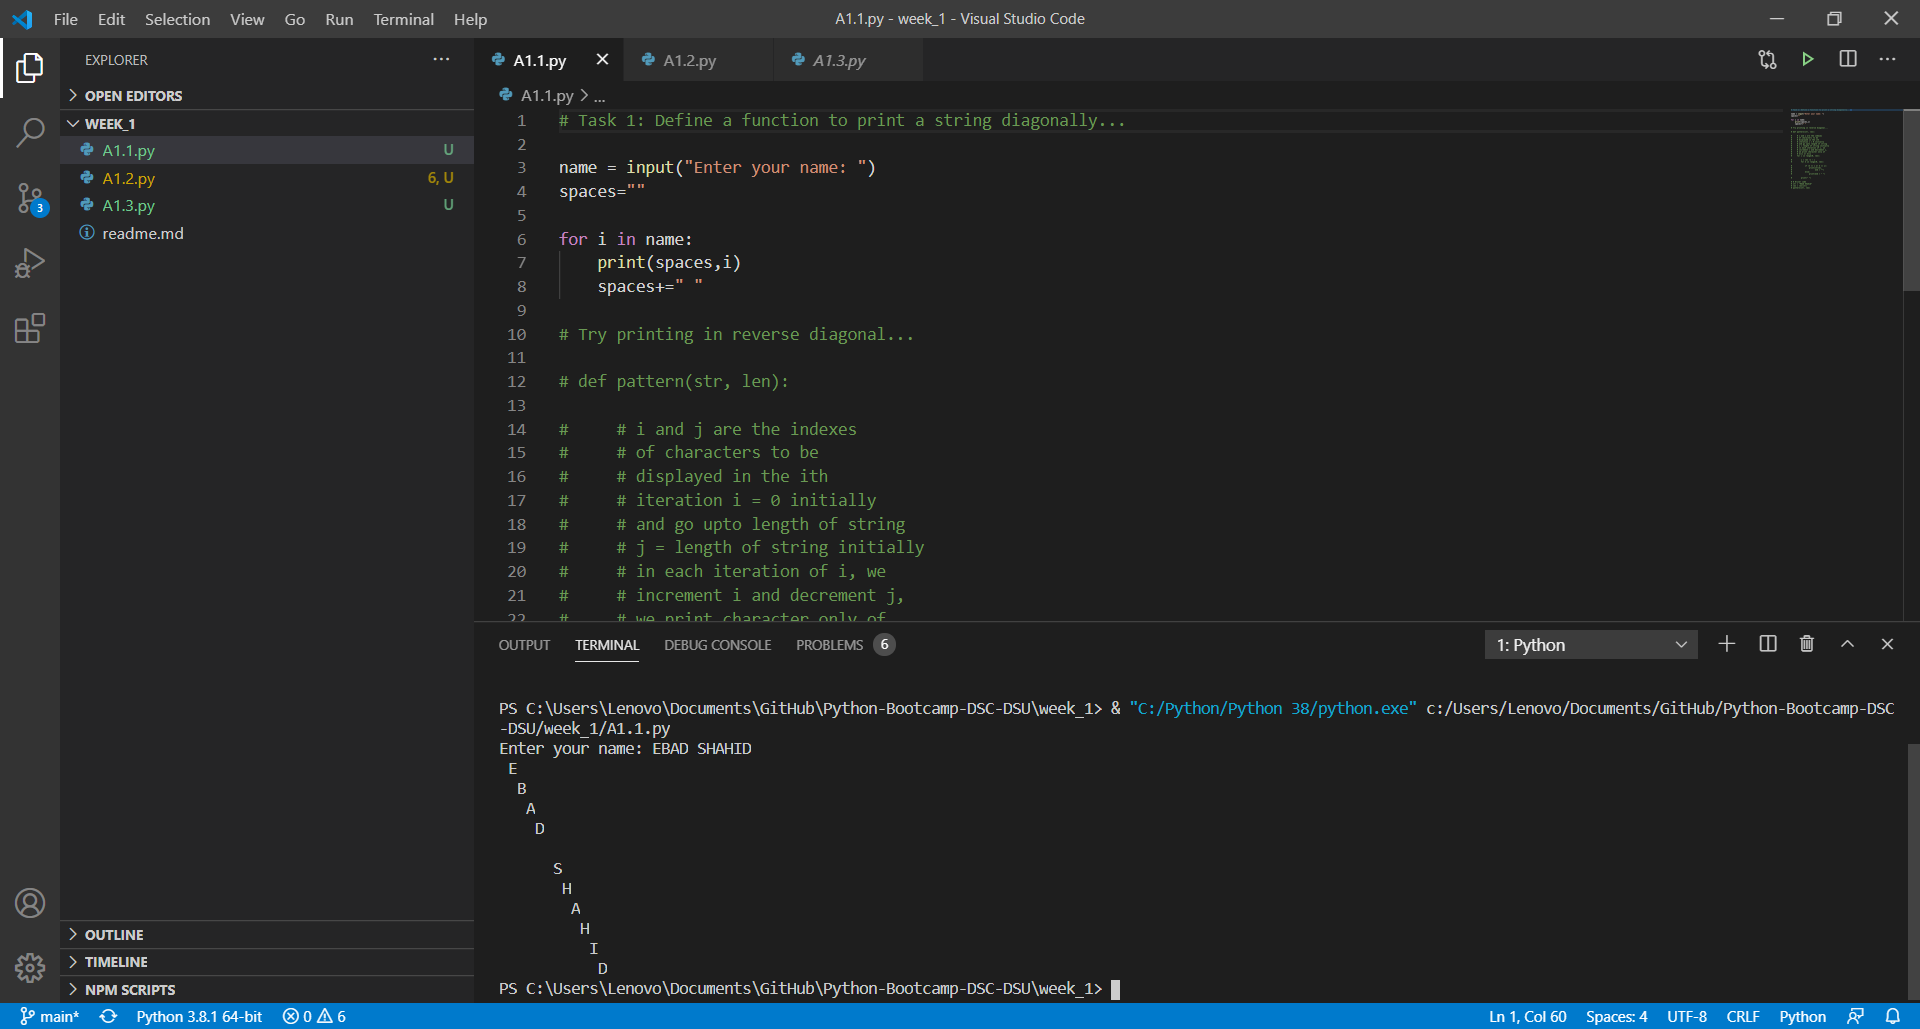 File Edit Selection View Go Run Terminal Help
A1.1.py - week_1 - Visual Studio Code
EXPLORER
OPEN EDITORS
WEEK_1
A1.1.py U
A1.2.py 6, U
A1.3.py U
readme.md
3
OUTLINE
TIMELINE
NPM SCRIPTS
A1.1.py A1.2.py A1.3.py
A1.1.py > ...
1 # Task 1: Define a function to print a string diagonally...
2
3 name = input("Enter your name: ")
4 spaces=""
5
6 for i in name:
7     print(spaces,i)
8     spaces+=" "
9
10 # Try printing in reverse diagonal...
11
12 # def pattern(str, len):
13
14 #     # i and j are the indexes
15 #     # of characters to be
16 #     # displayed in the ith
17 #     # iteration i = 0 initially
18 #     # and go upto length of string
19 #     # j = length of string initially
20 #     # in each iteration of i, we
21 #     # increment i and decrement j,
22 #     # we print character only of
OUTPUT TERMINAL DEBUG CONSOLE PROBLEMS 6
1: Python
PS C:\Users\Lenovo\Documents\GitHub\Python-Bootcamp-DSC-DSU\week_1> & "C:/Python/Python 38/python.exe" c:/Users/Lenovo/Documents/GitHub/Python-Bootcamp-DSC
-DSU/week_1/A1.1.py
Enter your name: EBAD SHAHID
 E
  B
   A
    D

      S
       H
        A
         H
          I
           D
PS C:\Users\Lenovo\Documents\GitHub\Python-Bootcamp-DSC-DSU\week_1>
main* Python 3.8.1 64-bit 0 6
Ln 1, Col 60 Spaces: 4 UTF-8 CRLF Python